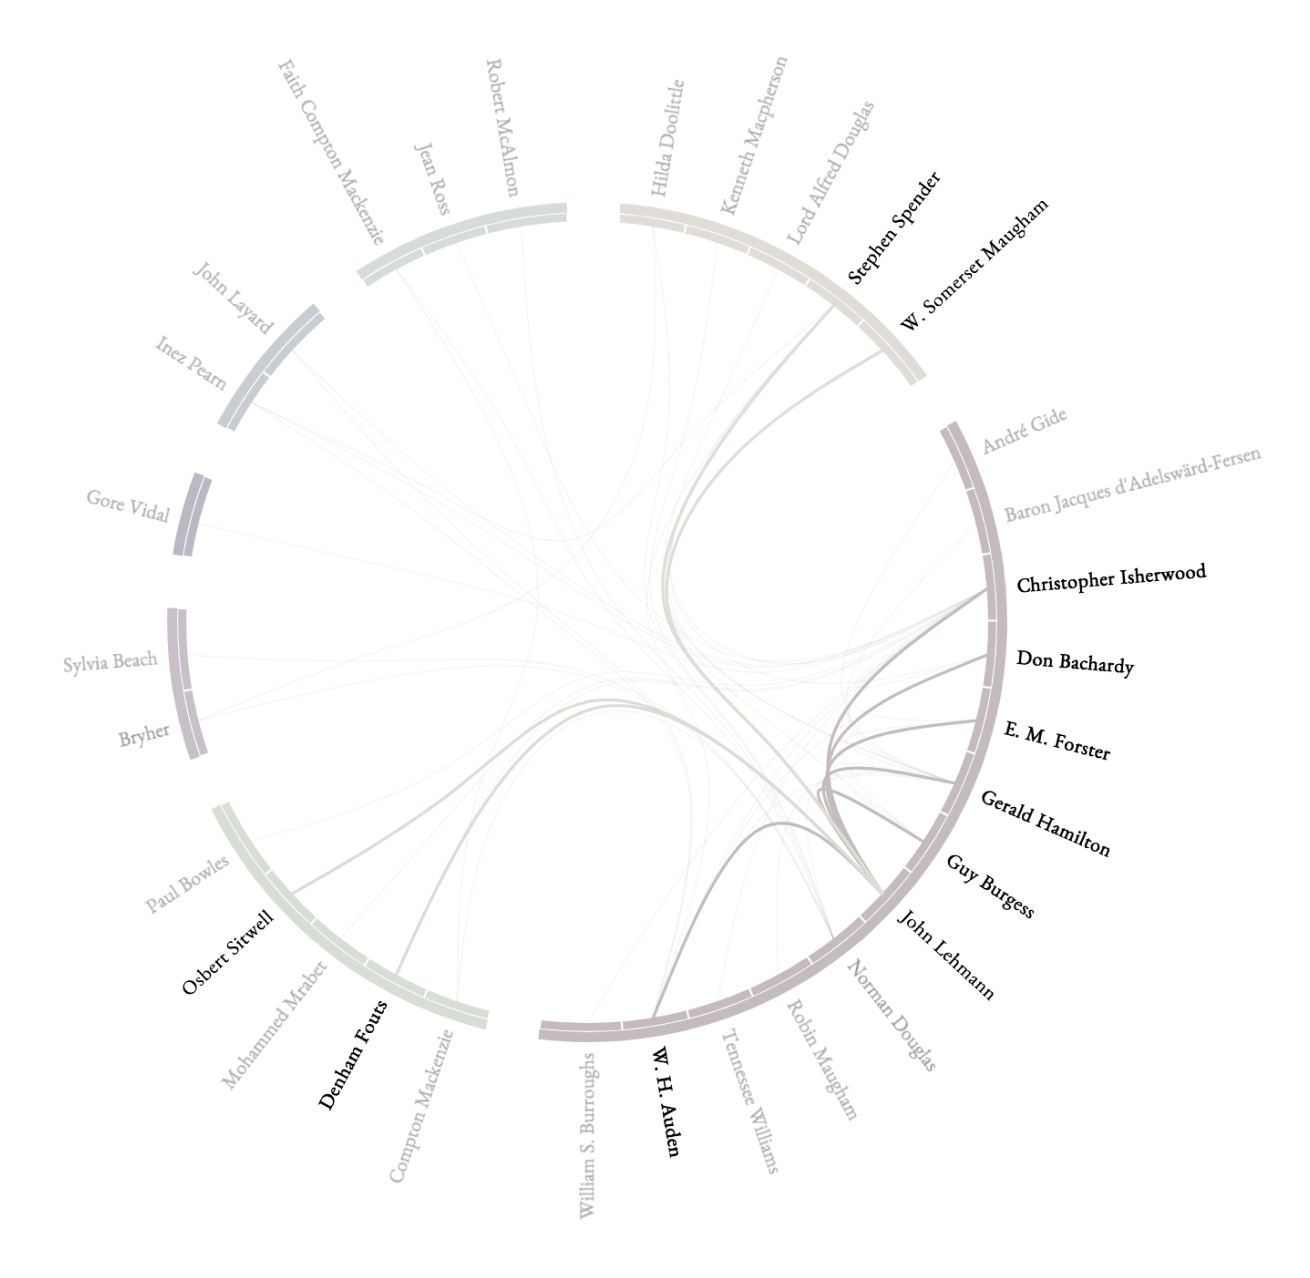 Faith Compton Mackenzie
Jean Ross
Robert McAlmon
Hilda Doolittle
Kenneth Macpherson
Lord Alfred Douglas
Stephen Spender
W. Somerset Maugham
André Gide
Baron Jacques d'Adelswärd-Fersen
Christopher Isherwood
Don Bachardy
E. M. Forster
Gerald Hamilton
Guy Burgess
John Lehmann
Norman Douglas
Robin Maugham
Tennessee Williams
W. H. Auden
William S. Burroughs
Compton Mackenzie
Denham Fouts
Mohammed Mrabet
Osbert Sitwell
Paul Bowles
Bryher
Sylvia Beach
Gore Vidal
Inez Pearn
John Layard